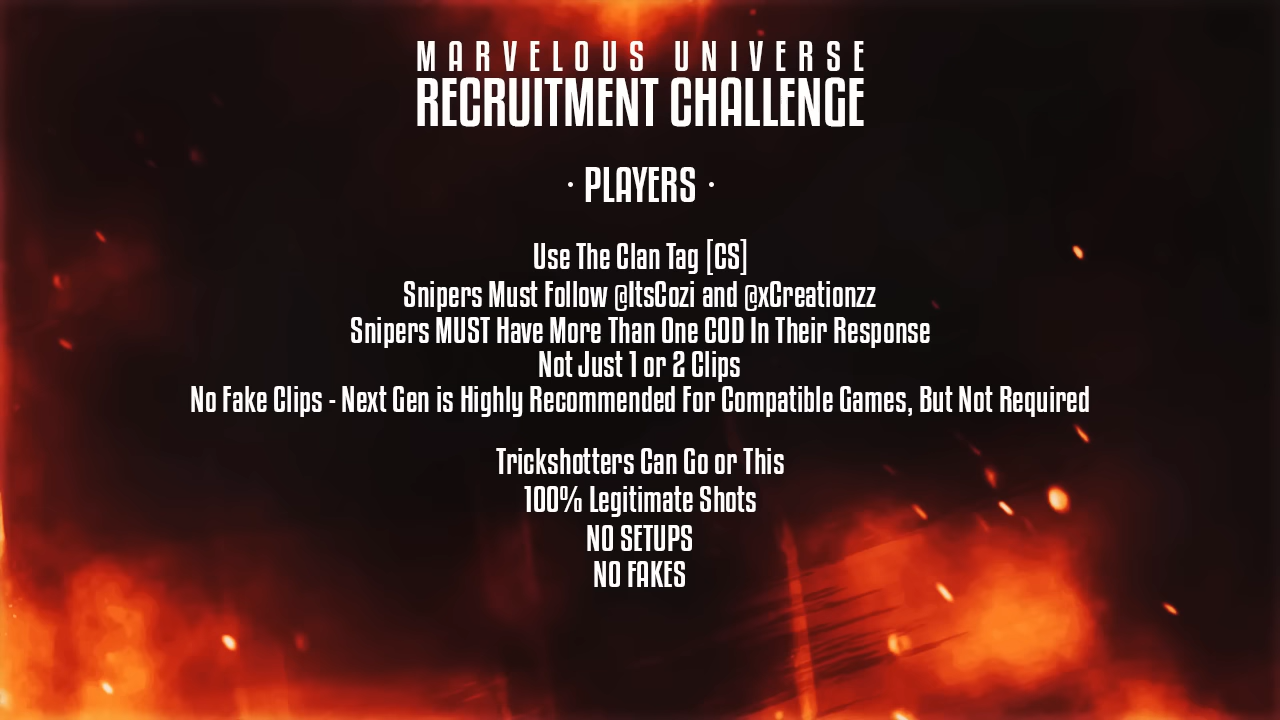 MARVELOUS UNIVERSE
RECRUITMENT CHALLENGE
· PLAYERS ·
Use The Clan Tag [CS]
Snipers Must Follow @ItsCozi and @xCreationzz
Snipers MUST Have More Than One COD In Their Response
Not Just 1 or 2 Clips
No Fake Clips - Next Gen is Highly Recommended For Compatible Games, But Not Required
Trickshotters Can Go or This
100% Legitimate Shots
NO SETUPS
NO FAKES